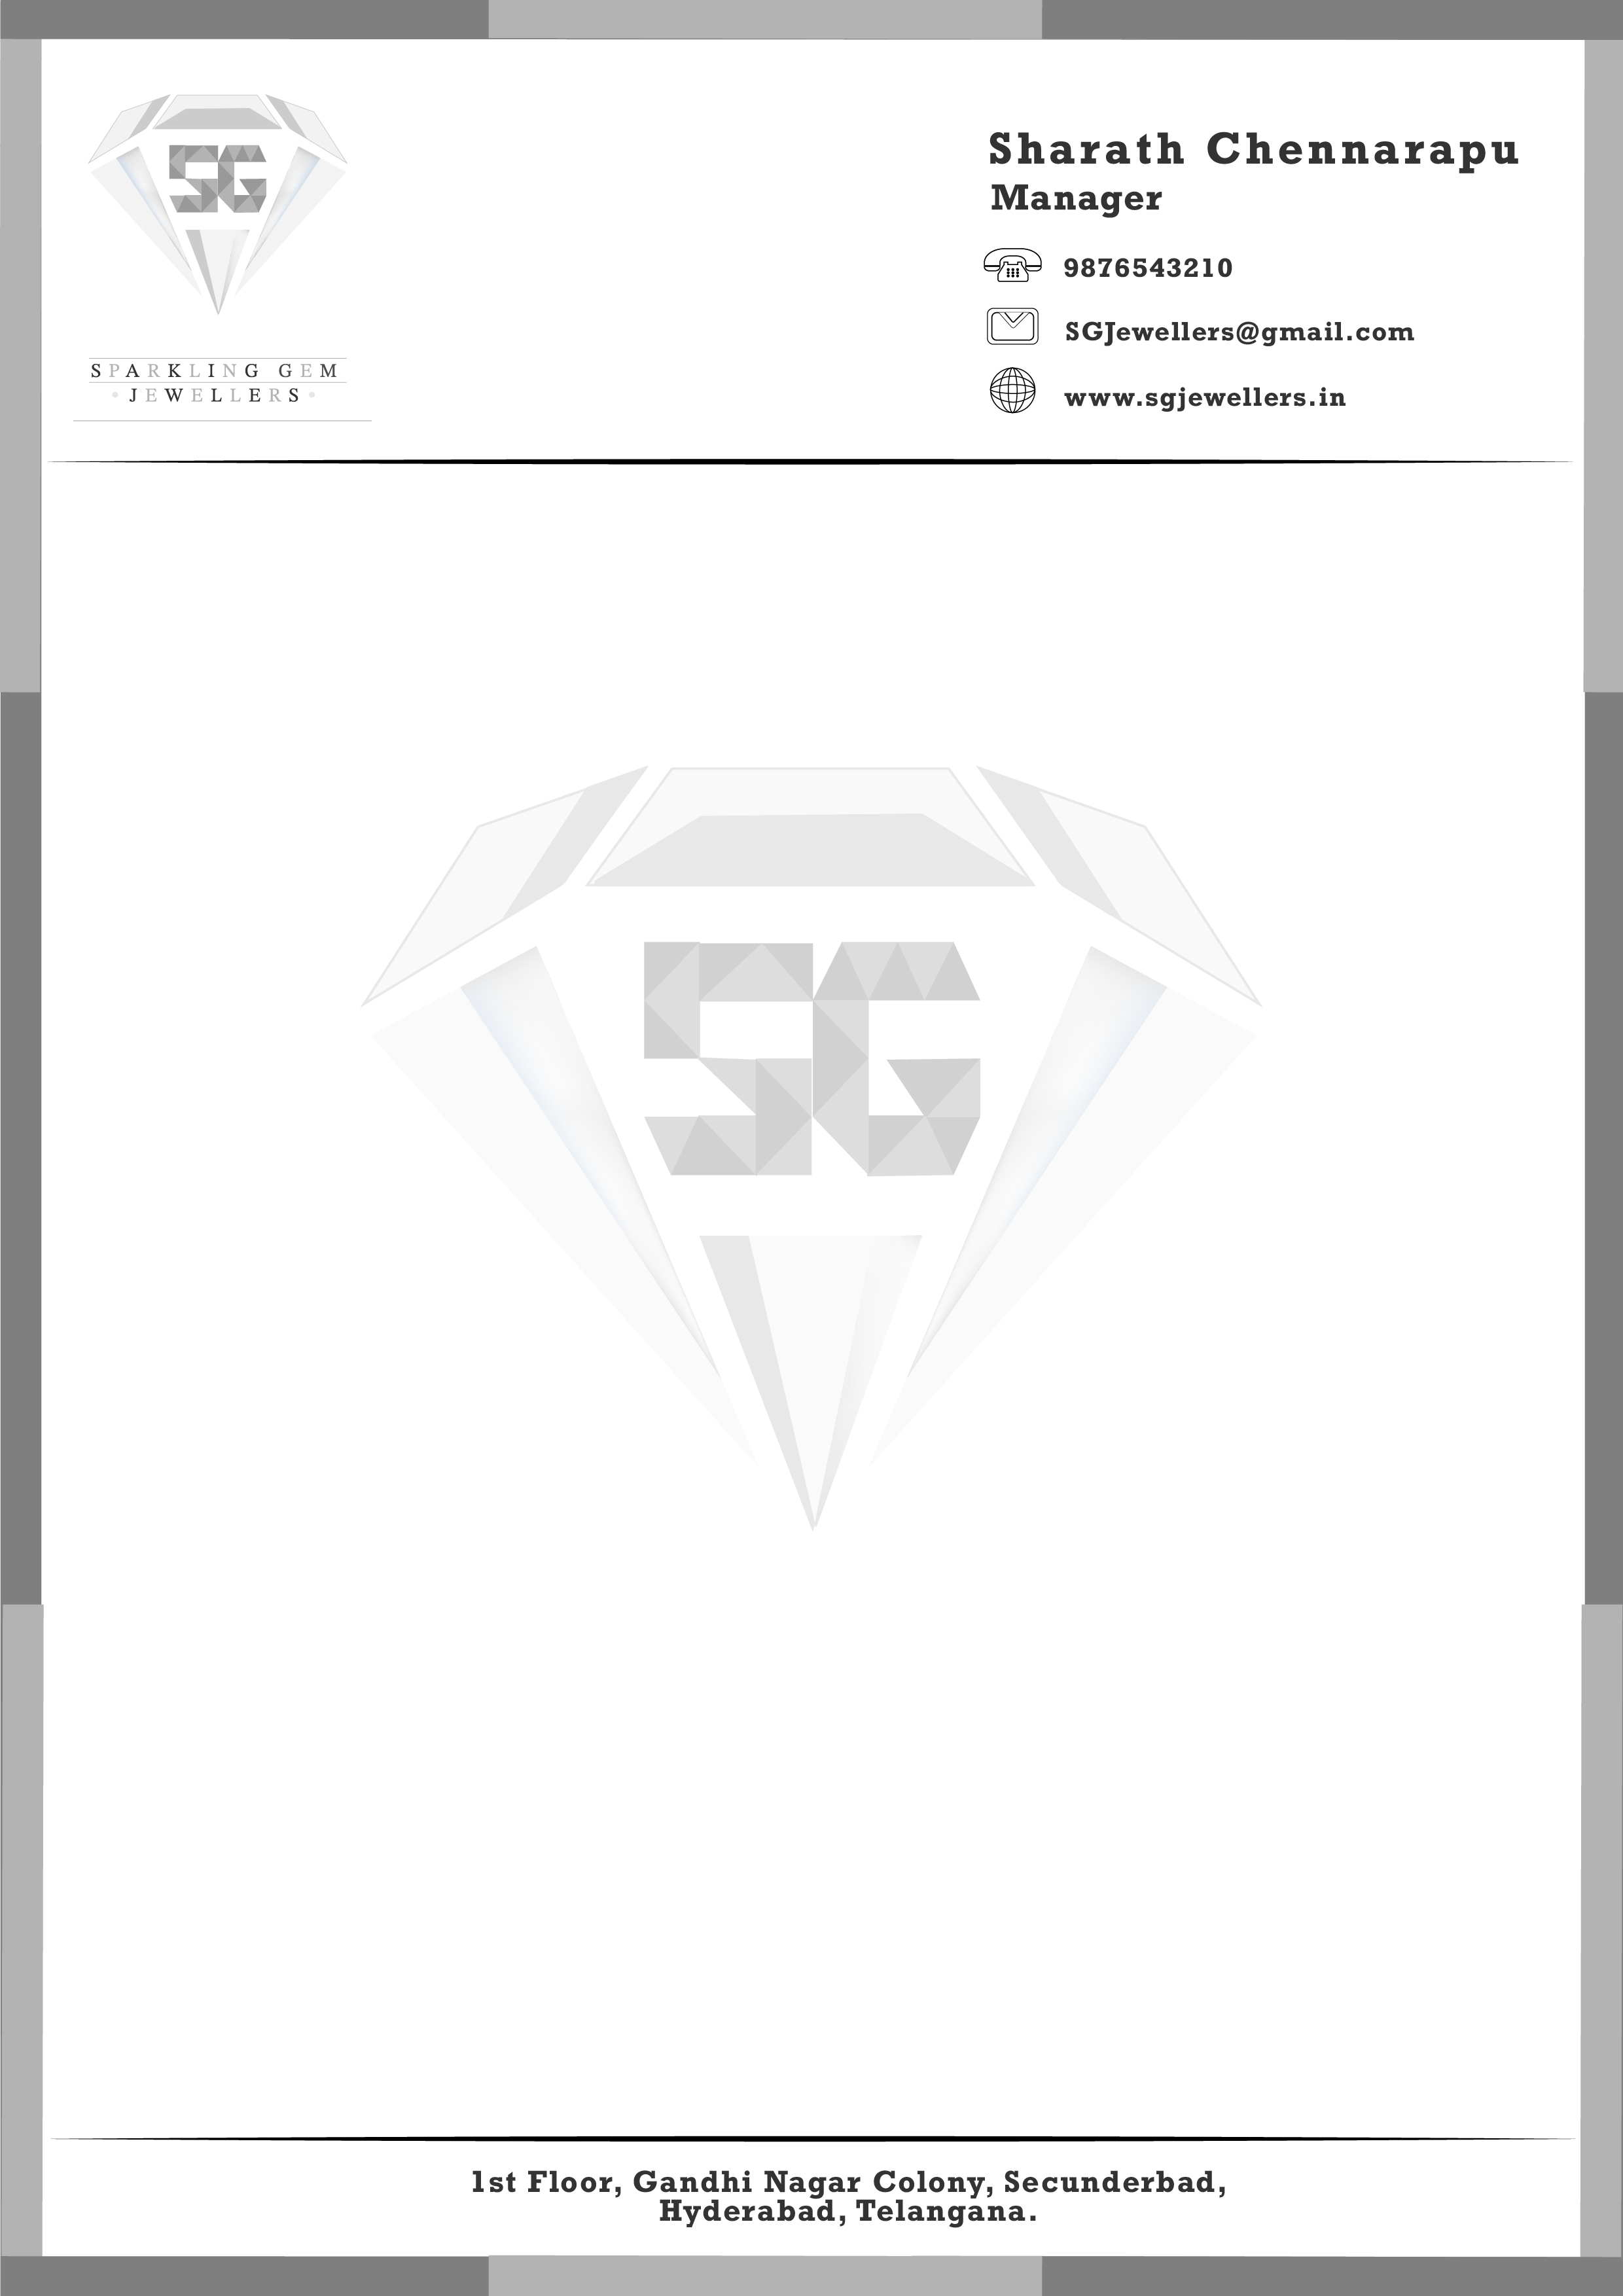 SG
SPARKLING GEM
JEWELLERS
Sharath Chennarapu
Manager
9876543210
SGJewellers@gmail.com
www.sgjewellers.in
SG
1st Floor, Gandhi Nagar Colony, Secunderbad,
Hyderabad, Telangana.